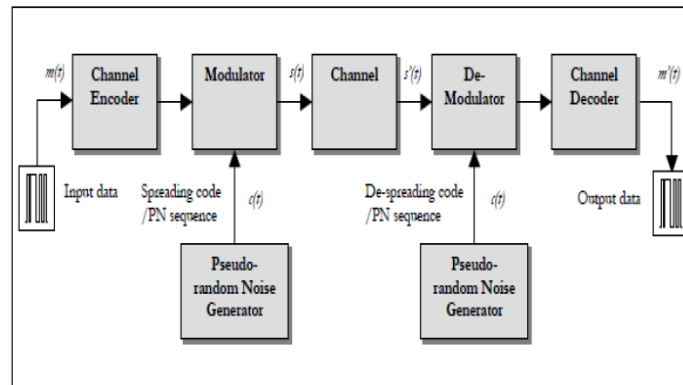 m(t)
Channel
Encoder
Modulator
s(t)
Channel
s'(t)
De-
Modulator
Channel
Decoder
m'(t)
Input data
Spreading code
/PN sequence
c(t)
De-spreading code
/PN sequence
c(t)
Output data
Pseudo-
random Noise
Generator
Pseudo-
random Noise
Generator